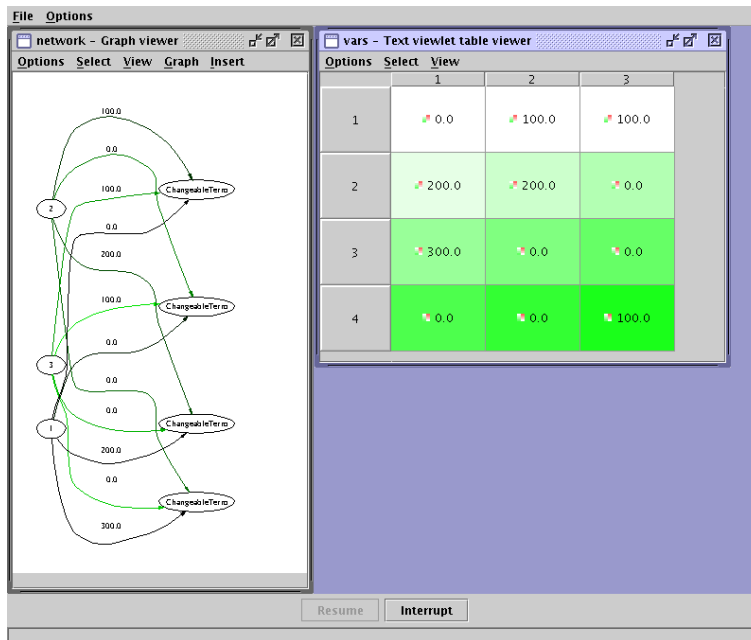 File Options
network – Graph viewer
Options Select View Graph Insert
100.0
0.0
100.0
ChangeableTerro
2
0.0
200.0
100.0
ChangeableTerro
0.0
3
0.0
0.0
ChangeableTerro
1
200.0
0.0
ChangeableTerro
300.0
vars – Text viewlet table viewer
Options Select View
1 2 3
1 0.0 100.0 100.0
2 200.0 200.0 0.0
3 300.0 0.0 0.0
4 0.0 0.0 100.0
Resume Interrupt